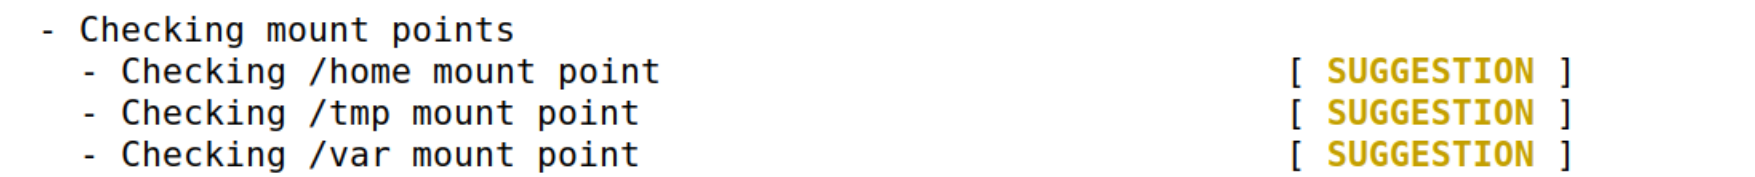 - Checking mount points
- Checking /home mount point [ SUGGESTION ]
- Checking /tmp mount point [ SUGGESTION ]
- Checking /var mount point [ SUGGESTION ]